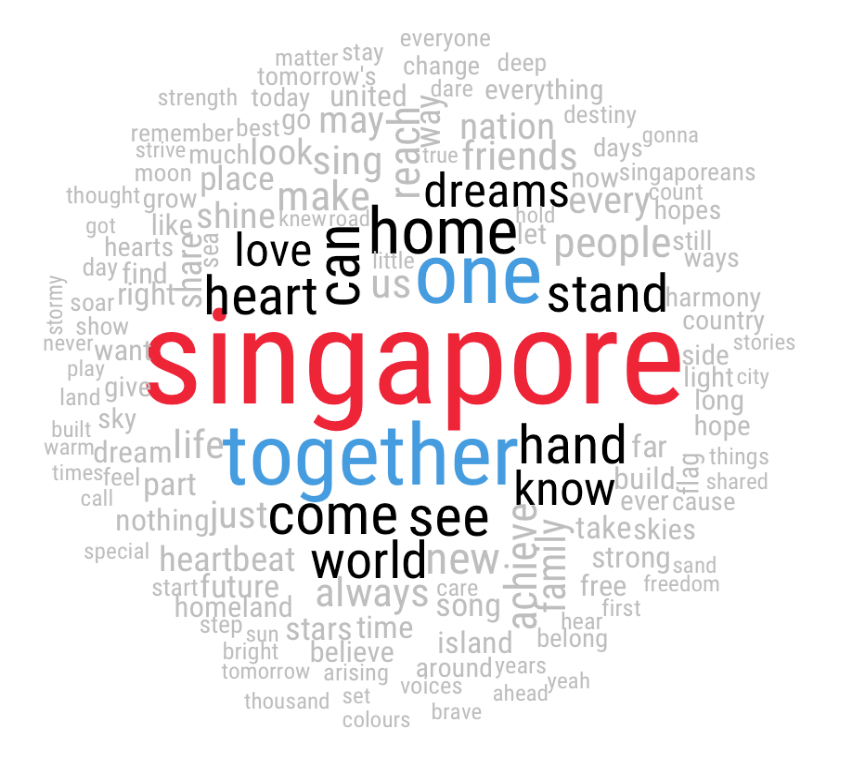 everyone
matter stay
change deep
tomorrow's
dare everything
strength today united
way
destiny
remember best go may
reach
nation
gonna
strive much look sing
true friends days
moon place
now singaporeans
thought grow
make
dreams every count
like shine knew road
hold hopes
got
home
let
people still
hearts
share
sea
love
can
little
ways
day find
us one
stormy
soar right
heart
stand harmony
show
country
never want
singapore
stories
side
play
give
light city
land
long
sky
hope
built
together
hand far
warm dream life
things
times feel part
know build flag shared
call
ever cause
nothing just come see
achieve
family
take skies
special heartbeat
world new
strong sand
start future
always care
free freedom
homeland
song
first
step sun stars time
hear
island belong
bright believe
tomorrow arising
around years
voices
yeah
thousand set
ahead
colours brave